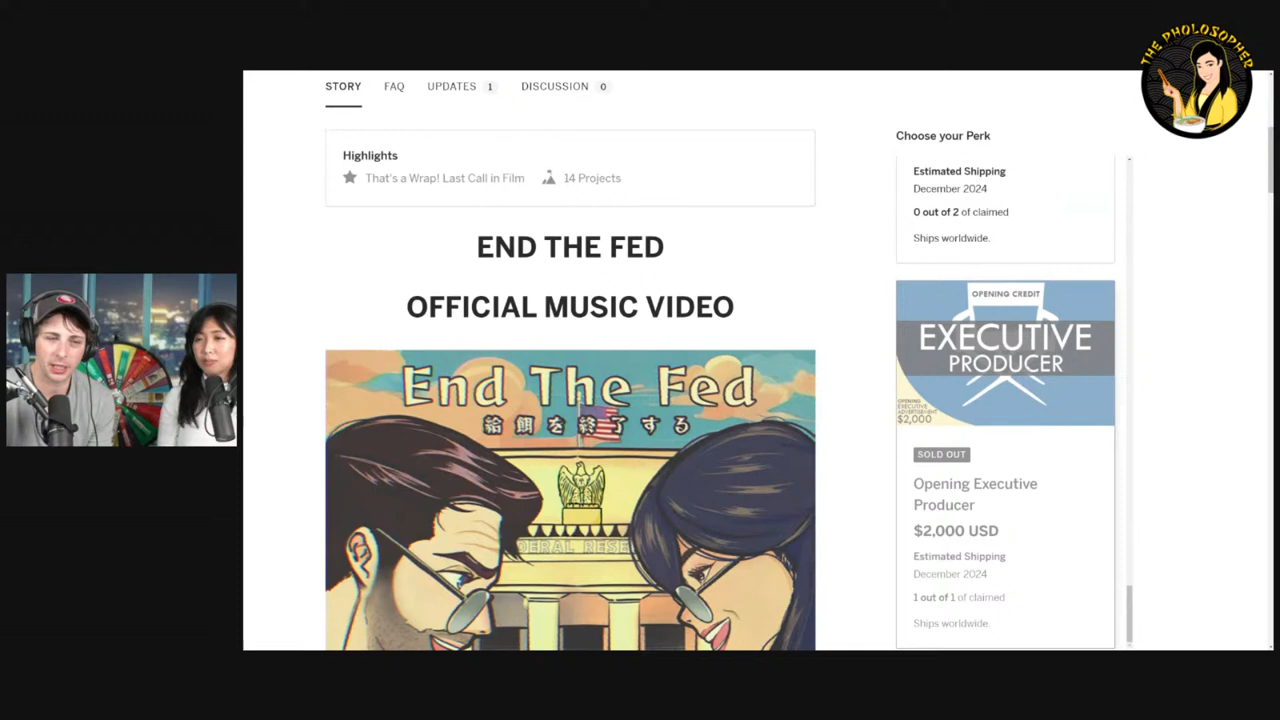 THE PHOLOSOPHER
STORY FAQ UPDATES 1 DISCUSSION 0
Highlights
That's a Wrap! Last Call in Film 14 Projects
END THE FED
OFFICIAL MUSIC VIDEO
End The Fed
給餌を終了する
Choose your Perk
Estimated Shipping
December 2024
0 out of 2 of claimed
Ships worldwide.
OPENING CREDIT
EXECUTIVE
PRODUCER
OPENING
EXECUTIVE
ADVERTISEMENT
$2,000
SOLD OUT
Opening Executive
Producer
$2,000 USD
Estimated Shipping
December 2024
1 out of 1 of claimed
Ships worldwide.